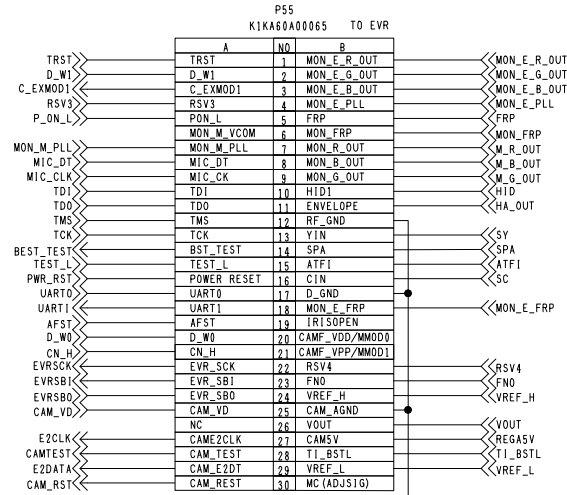 P55
K1KA60A00065 TO EVR
A NO B
TRST TRST 1 MON_E_R_OUT MON_E_R_OUT
D_W1 D_W1 2 MON_E_G_OUT MON_E_G_OUT
C_EXMOD1 C_EXMOD1 3 MON_E_B_OUT MON_E_B_OUT
RSV3 RSV3 4 MON_E_PLL MON_E_PLL
P_ON_L PON_L 5 FRP FRP
MON_M_VCOM 6 MON_FRP MON_FRP
MON_M_PLL MON_M_PLL 7 MON_R_OUT M_R_OUT
MIC_DT MIC_DT 8 MON_B_OUT M_B_OUT
MIC_CLK MIC_CK 9 MON_G_OUT M_G_OUT
TDI TDI 10 HID1 HID
TDO TDO 11 ENVELOPE HA_OUT
TMS TMS 12 RF_GND
TCK TCK 13 YIN SY
BEST_TEST BST_TEST 14 SPA SPA
TEST_L TEST_L 15 ATFI ATFI
PWR_RST POWER RESET 16 CIN SC
UARTO UARTO 17 D_GND
UARTI UARTI 18 MON_E_FRP MON_E_FRP
AFST AFST 19 IRISOPEN
D_WO D_WO 20 CAMF_VDD/MMOD0
CN_H CN_H 21 CAMF_VPP/MMOD1
EVRSCK EVR_SCK 22 RSV4 RSV4
EVRSBI EVR_SBI 23 FNO FNO
EVRSBO EVR_SBO 24 VREF_H VREF_H
CAM_VD CAM_VD 25 CAM_AGND
NC 26 VOUT VOUT
E2CLK CAME2CLK 27 CAM5V REGA5V
CAMTEST CAM_TEST 28 TI_BSTL TI_BSTL
E2DATA CAM_E2DT 29 VREF_L VREF_L
CAM_RST CAM_REST 30 MC(ADJSIG)